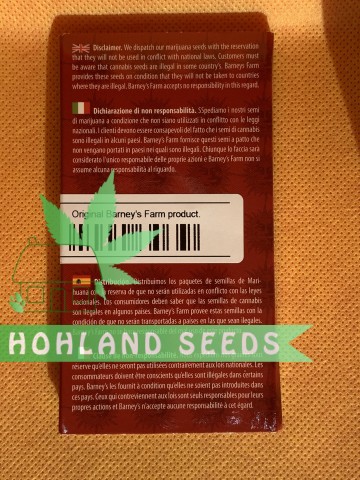 Disclaimer. We dispatch our marijuana seeds with the reservation
that they will not be used in conflict with national laws. Customers must
be aware that cannabis seeds are illegal in some country's. Barneys Farm
provides these seeds on condition that they will not be taken to countries
where they are illegal. Barney's Farm accepts no responsibility in this regard.
Dichiarazione di non responsabilità. SSpediamo i nostri semi
di marijuana a condizione che non siano utilizzati in conflitto con le leggi
nazionali. I clienti devono essere consapevoli del fatto che i semi di cannabis
sono illegali in alcuni paesi. Barney's Farm fornisce questi semi a patto che
non vengano portati in paesi nei quali sono illegali. Chiunque lo faccia sarà
considerato l'unico responsabile delle proprie azioni e Barney's Farm non si
assume alcuna responsabilità al riguardo.
Original Barney's Farm product.
Distribución. Distribuimos los paquetes de semillas de Mari-
huana con la reserva de que no serán utilizadas en conflicto con las leyes
nacionales. Los consumidores deben saber que las semillas de cannabis
son ilegales en algunos países. Barney's Farm provee estas semillas con la
condición de que no serán transportadas a países en las que sean ilegales.
HOHLAND SEEDS
réserve qu'elles ne seront pas utilisées contrairement aux lois nationales. Les
consommateurs doivent être conscients qu'elles sont illégales dans certains
pays. Barney's les fournit à condition qu'elles ne soient pas introduites dans
ces pays. Ceux qui contreviennent aux lois sont seuls responsables pour leurs
propres actions et Barney's n'accepte aucune responsabilité à cet égard.